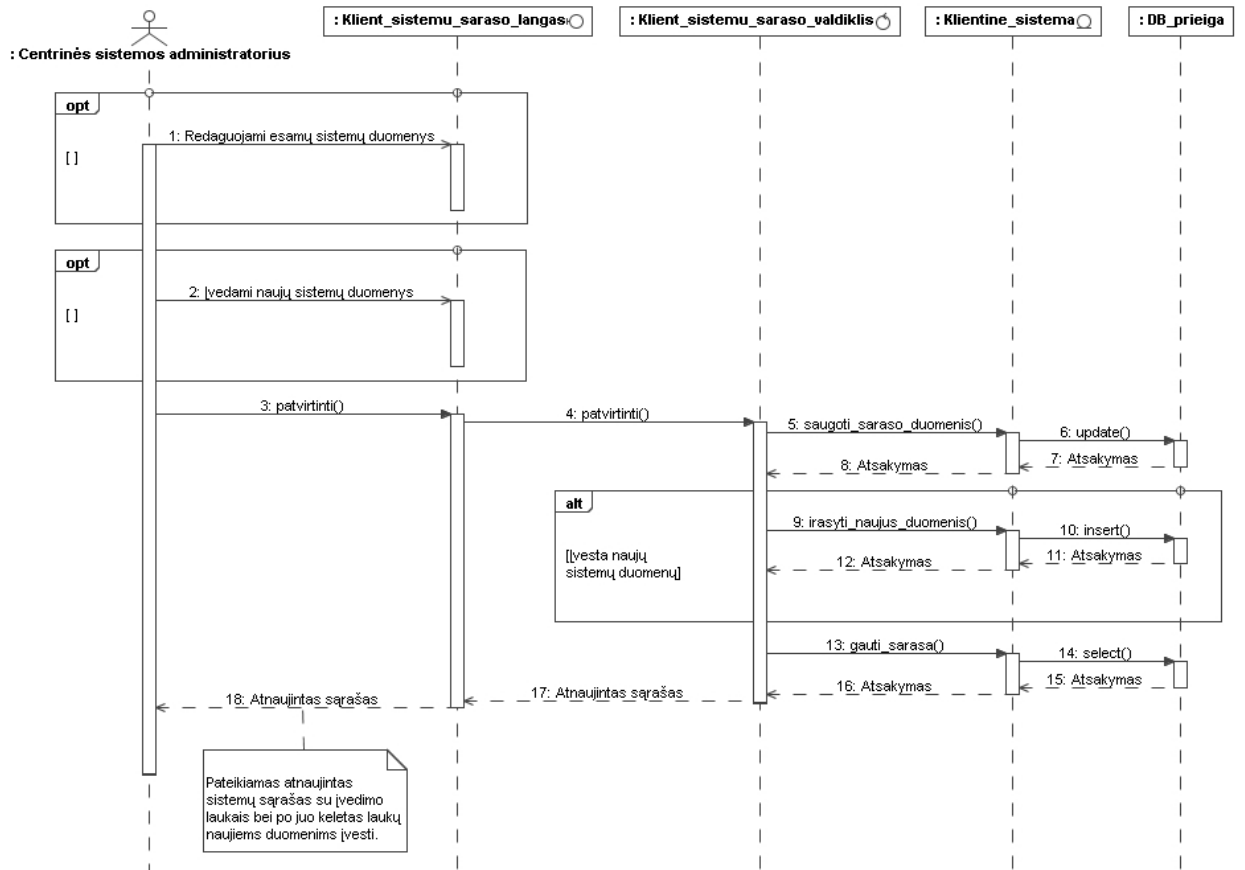 : Klient_sistemu_saraso_langas
: Klient_sistemu_saraso_valdiklis
: Klientine_sistema
: DB_prieiga
: Centrinės sistemos administratorius
opt
1: Redaguojami esamų sistemų duomenys
[ ]
opt
2: Įvedami naujų sistemų duomenys
[ ]
3: patvirtinti()
4: patvirtinti()
5: saugoti_saraso_duomenis()
6: update()
7: Atsakymas
8: Atsakymas
alt
9: irasyti_naujus_duomenis()
10: insert()
[Įvesta naujų
sistemų duomenų]
11: Atsakymas
12: Atsakymas
13: gauti_sarasa()
14: select()
15: Atsakymas
16: Atsakymas
17: Atnaujintas sąrašas
18: Atnaujintas sąrašas
Pateikiamas atnaujintas
sistemų sąrašas su įvedimo
laukais bei po juo keletas laukų
naujiems duomenims įvesti.